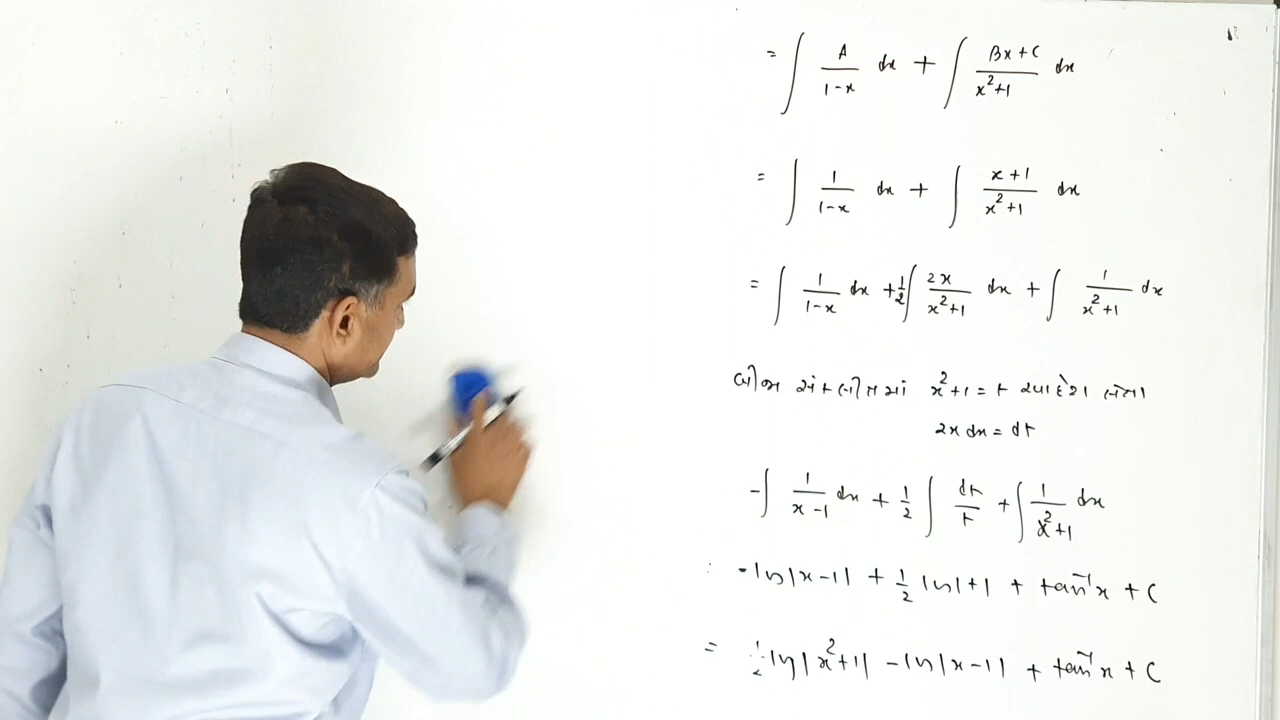 = ∫ A/(1-x) dx + ∫ (Bx+C)/(x²+1) dx
= ∫ 1/(1-x) dx + ∫ (x+1)/(x²+1) dx
= ∫ 1/(1-x) dx + 1/2 ∫ 2x/(x²+1) dx + ∫ 1/(x²+1) dx
x²+1 = t
2x dx = dt
-∫ 1/(x-1) dx + 1/2 ∫ dt/t + ∫ 1/(x²+1) dx
: -ln|x-1| + 1/2 ln|t| + tan⁻¹x + C
= 1/2 ln|x²+1| - ln|x-1| + tan⁻¹x + C